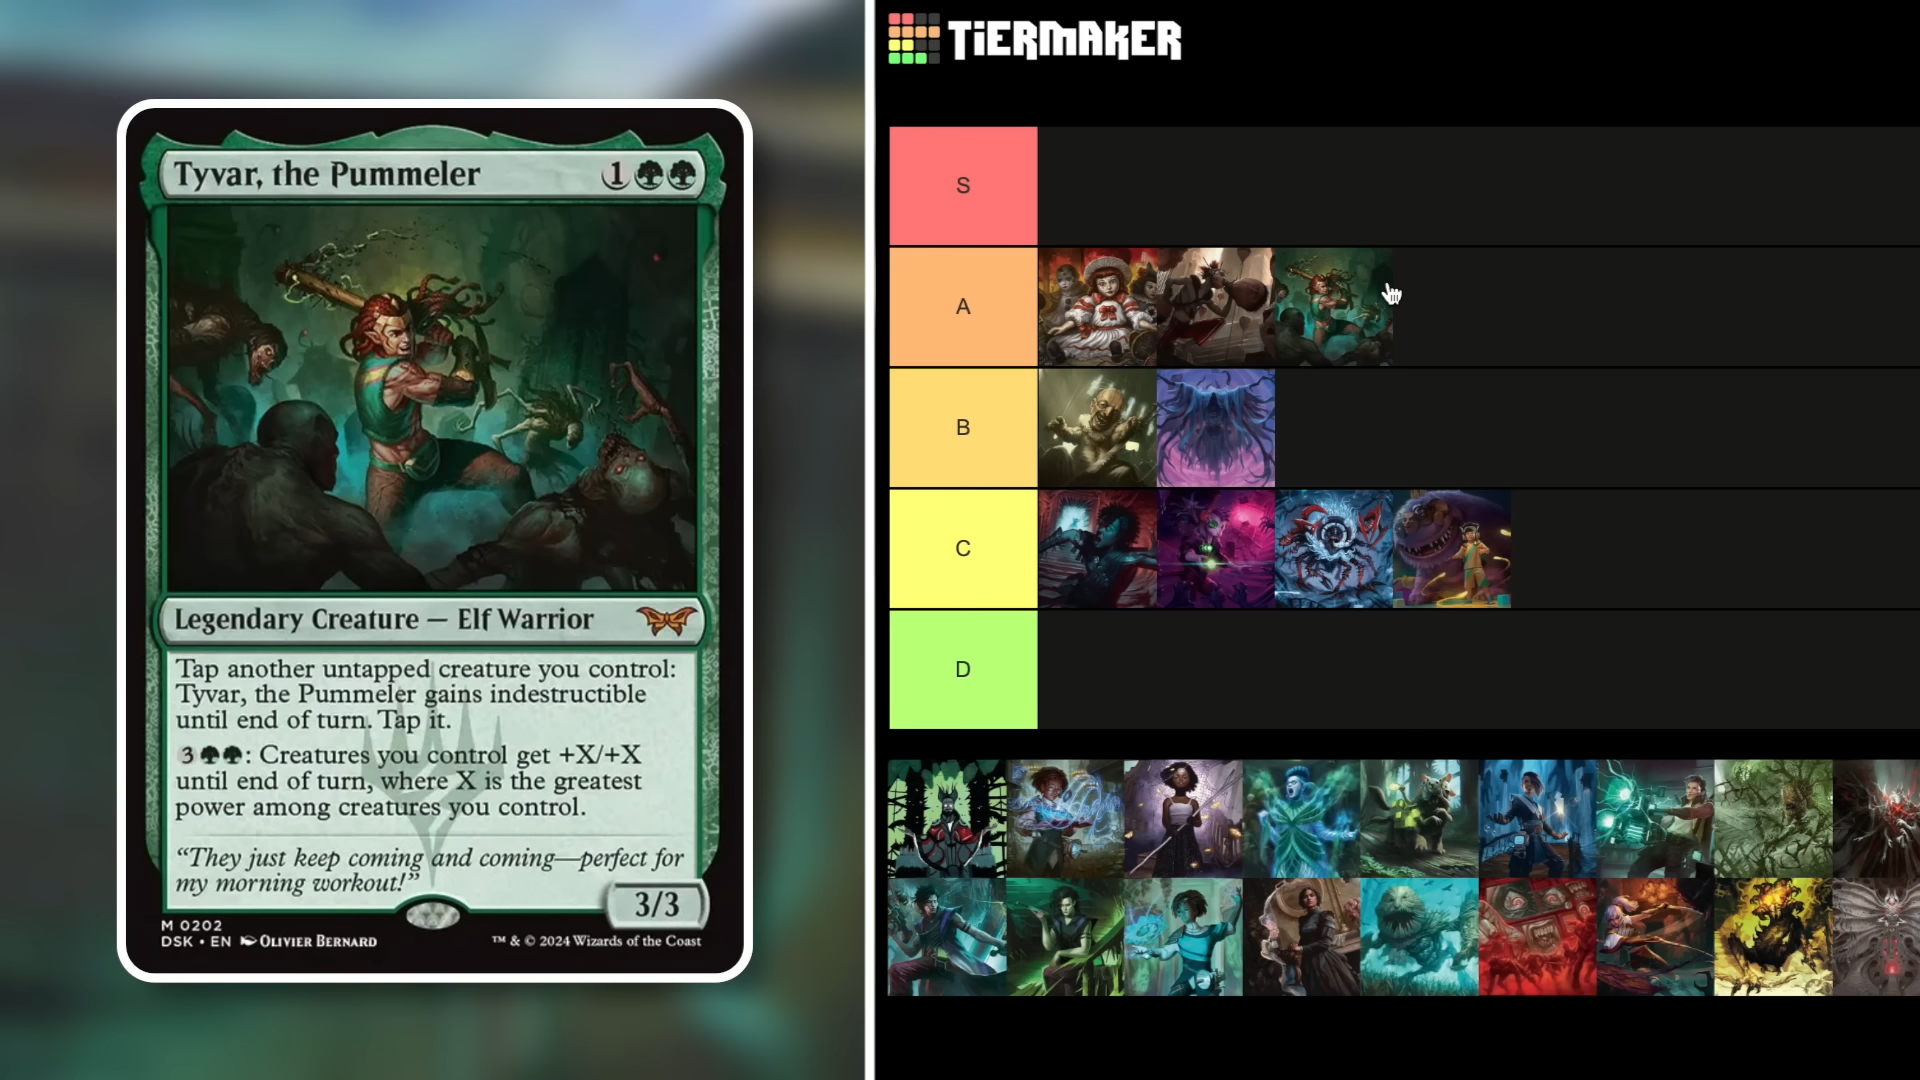 Tyvar, the Pummeler 1
Legendary Creature — Elf Warrior
Tap another untapped creature you control:
Tyvar, the Pummeler gains indestructible
until end of turn. Tap it.
3 : Creatures you control get +X/+X
until end of turn, where X is the greatest
power among creatures you control.
“They just keep coming and coming—perfect for
my morning workout!”
3/3
M 0202
DSK • EN OLIVIER BERNARD
™ & © 2024 Wizards of the Coast
TiERMAKER
S
A
B
C
D